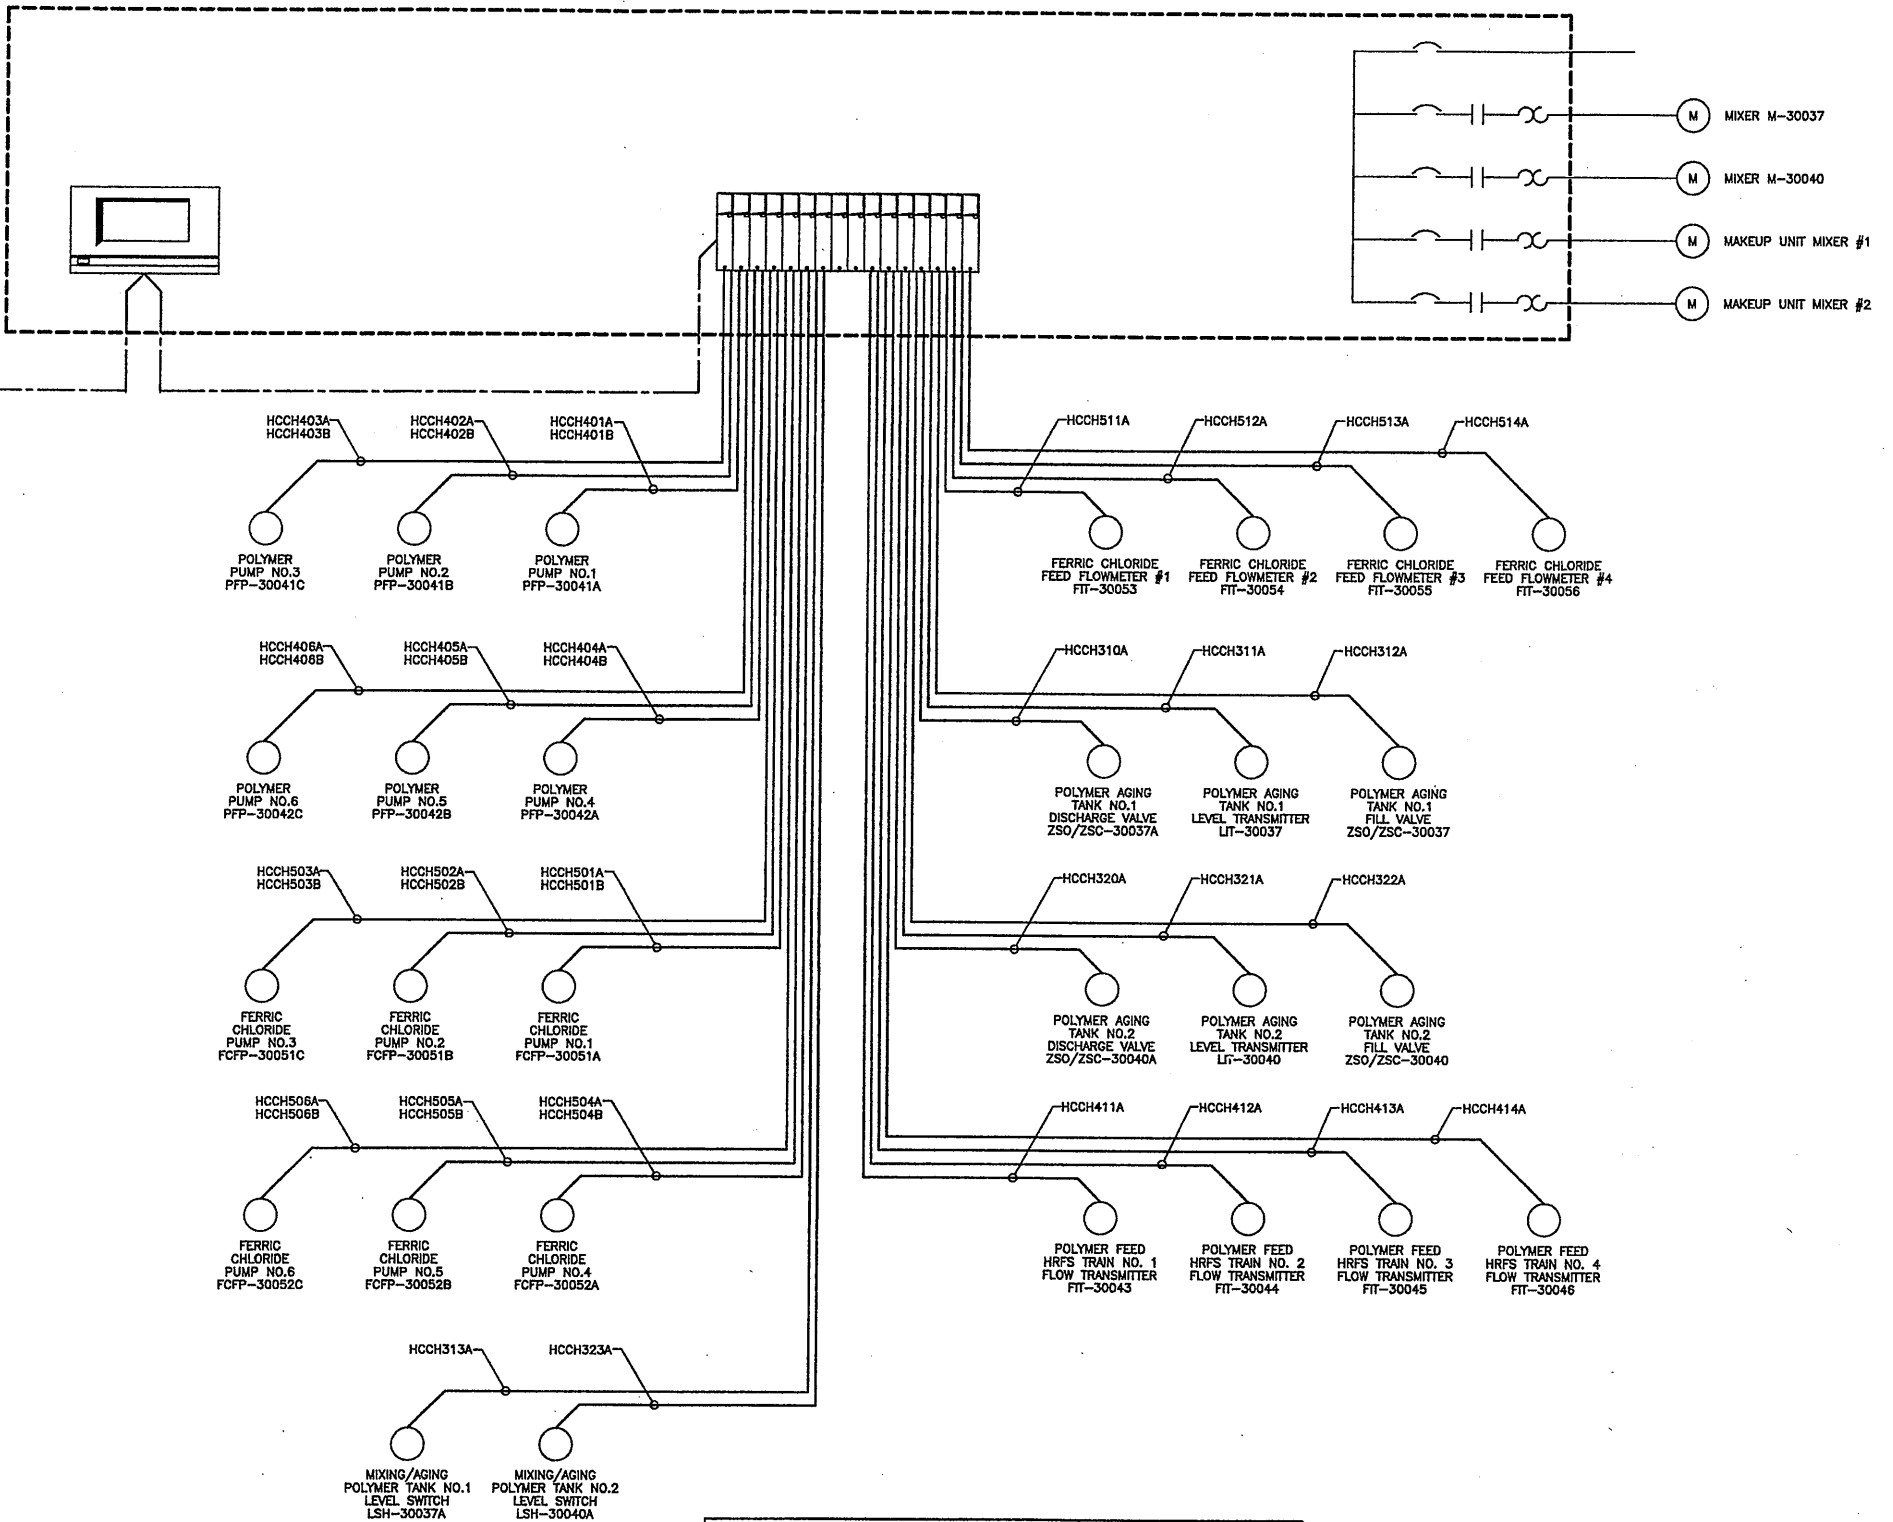 M MIXER M-30037
M MIXER M-30040
M MAKEUP UNIT MIXER #1
M MAKEUP UNIT MIXER #2
HCCH403A
HCCH403B
HCCH402A
HCCH402B
HCCH401A
HCCH401B
HCCH511A
HCCH512A
HCCH513A
HCCH514A
POLYMER
PUMP NO.3
PFP-30041C
POLYMER
PUMP NO.2
PFP-30041B
POLYMER
PUMP NO.1
PFP-30041A
FERRIC CHLORIDE
FEED FLOWMETER #1
FIT-30053
FERRIC CHLORIDE
FEED FLOWMETER #2
FIT-30054
FERRIC CHLORIDE
FEED FLOWMETER #3
FIT-30055
FERRIC CHLORIDE
FEED FLOWMETER #4
FIT-30056
HCCH406A
HCCH406B
HCCH405A
HCCH405B
HCCH404A
HCCH404B
HCCH310A
HCCH311A
HCCH312A
POLYMER
PUMP NO.6
PFP-30042C
POLYMER
PUMP NO.5
PFP-30042B
POLYMER
PUMP NO.4
PFP-30042A
POLYMER AGING
TANK NO.1
DISCHARGE VALVE
ZSO/ZSC-30037A
POLYMER AGING
TANK NO.1
LEVEL TRANSMITTER
LIT-30037
POLYMER AGING
TANK NO.1
FILL VALVE
ZSO/ZSC-30037
HCCH503A
HCCH503B
HCCH502A
HCCH502B
HCCH501A
HCCH501B
HCCH320A
HCCH321A
HCCH322A
FERRIC
CHLORIDE
PUMP NO.3
FCFP-30051C
FERRIC
CHLORIDE
PUMP NO.2
FCFP-30051B
FERRIC
CHLORIDE
PUMP NO.1
FCFP-30051A
POLYMER AGING
TANK NO.2
DISCHARGE VALVE
ZSO/ZSC-30040A
POLYMER AGING
TANK NO.2
LEVEL TRANSMITTER
LIT-30040
POLYMER AGING
TANK NO.2
FILL VALVE
ZSO/ZSC-30040
HCCH506A
HCCH506B
HCCH505A
HCCH505B
HCCH504A
HCCH504B
HCCH411A
HCCH412A
HCCH413A
HCCH414A
FERRIC
CHLORIDE
PUMP NO.6
FCFP-30052C
FERRIC
CHLORIDE
PUMP NO.5
FCFP-30052B
FERRIC
CHLORIDE
PUMP NO.4
FCFP-30052A
POLYMER FEED
HRFS TRAIN NO. 1
FLOW TRANSMITTER
FIT-30043
POLYMER FEED
HRFS TRAIN NO. 2
FLOW TRANSMITTER
FIT-30044
POLYMER FEED
HRFS TRAIN NO. 3
FLOW TRANSMITTER
FIT-30045
POLYMER FEED
HRFS TRAIN NO. 4
FLOW TRANSMITTER
FIT-30046
HCCH313A
HCCH323A
MIXING/AGING
POLYMER TANK NO.1
LEVEL SWITCH
LSH-30037A
MIXING/AGING
POLYMER TANK NO.2
LEVEL SWITCH
LSH-30040A